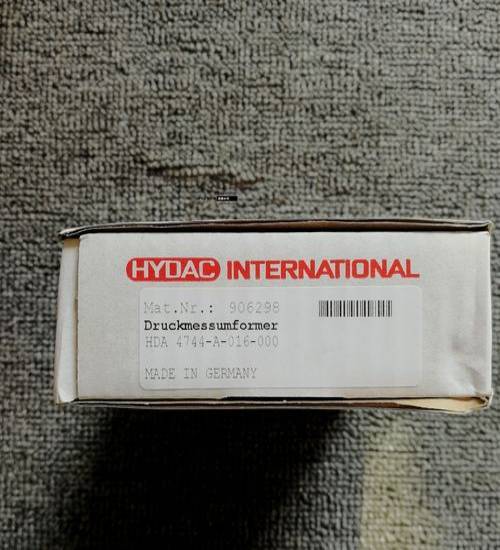 HYDAC INTERNATIONAL
Mat.Nr.: 906298
Druckmessumformer
HDA 4744-A-016-000
MADE IN GERMANY